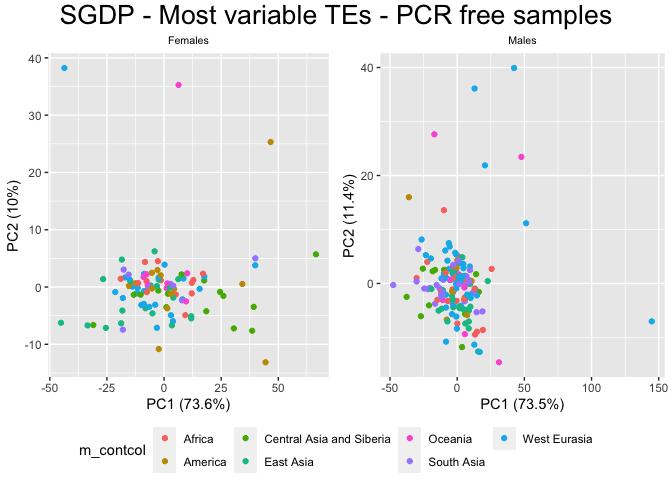 SGDP - Most variable TEs - PCR free samples
Females
Males
40
30
20
10
0
-10
PC2 (10%)
-50
-25
0
25
50
PC1 (73.6%)
40
20
0
PC2 (11.4%)
-50
0
50
100
150
PC1 (73.5%)
m_contcol
Africa
America
Central Asia and Siberia
East Asia
Oceania
South Asia
West Eurasia